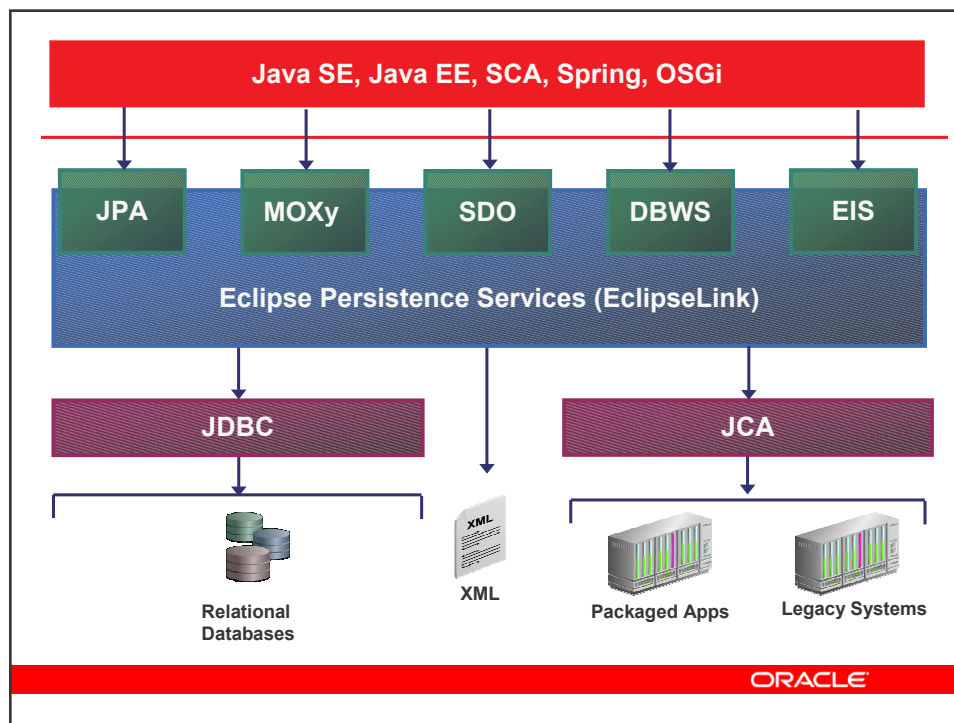 Java SE, Java EE, SCA, Spring, OSGi
JPA
MOXy
SDO
DBWS
EIS
Eclipse Persistence Services (EclipseLink)
JDBC
JCA
XML
XML
Relational
Databases
Packaged Apps
Legacy Systems
ORACLE